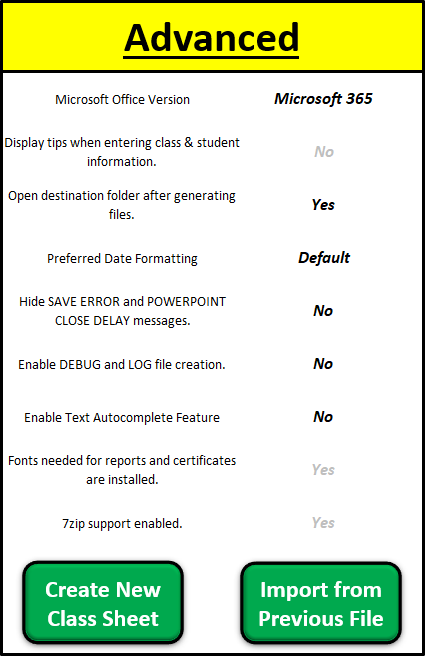 Advanced
Microsoft Office Version Microsoft 365
Display tips when entering class & student
information. No
Open destination folder after generating
files. Yes
Preferred Date Formatting Default
Hide SAVE ERROR and POWERPOINT
CLOSE DELAY messages. No
Enable DEBUG and LOG file creation. No
Enable Text Autocomplete Feature No
Fonts needed for reports and certificates
are installed. Yes
7zip support enabled. Yes
Create New
Class Sheet
Import from
Previous File